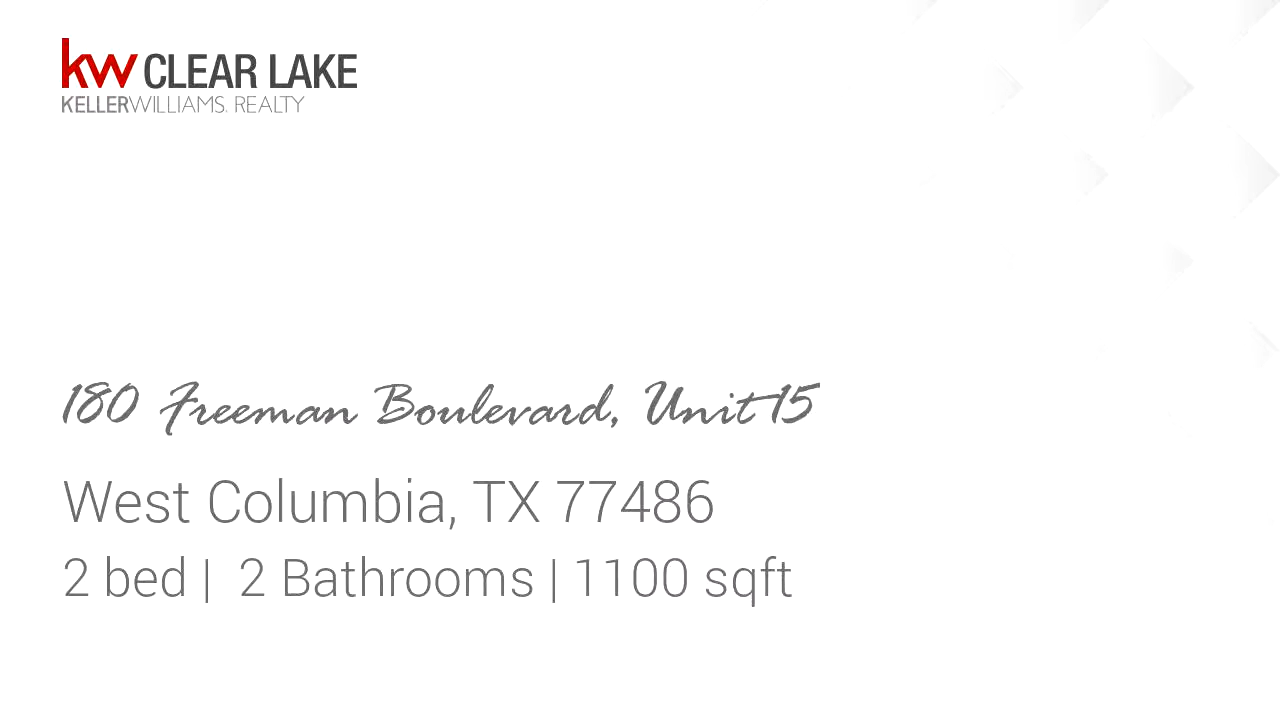 kw CLEAR LAKE
KELLERWILLIAMS. REALTY
180 Freeman Boulevard, Unit 15
West Columbia, TX 77486
2 bed | 2 Bathrooms | 1100 sqft